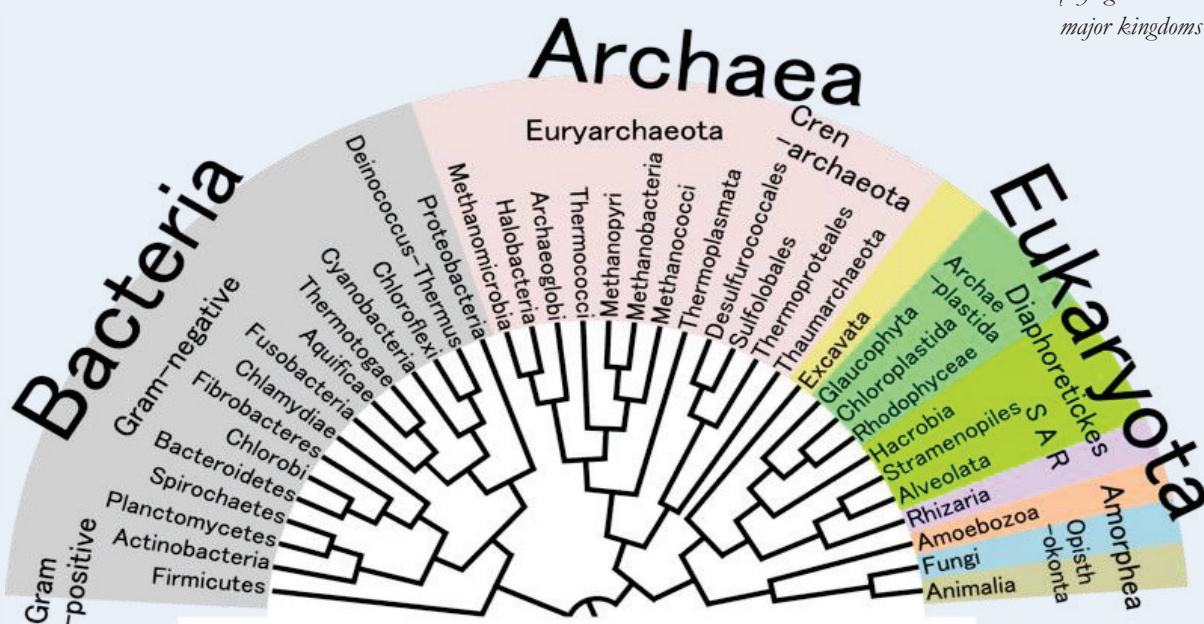 major kingdoms
Archaea
Bacteria
Eukaryota
Euryarchaeota
Cren
-archaeota
Gram-negative
Gram
-positive
Firmicutes
Actinobacteria
Planctomycetes
Spirochaetes
Bacteroidetes
Chlorobi
Fibrobacteres
Chlamydiae
Fusobacteria
Aquificae
Thermotogae
Cyanobacteria
Chloroflexi
Deinococcus-Thermus
Proteobacteria
Methanomicrobia
Halobacteria
Archaeoglobi
Thermococci
Methanopyri
Methanobacteria
Methanococci
Thermoplasmata
Desulfurococcales
Sulfolobales
Thermoproteales
Thaumarchaeota
Excavata
Glaucophyta
Chloroplastida
Rhodophyceae
Archae
-plastida
Diaphoretickes
Hacrobia
Stramenopiles
Alveolata
Rhizaria
S A R
Amoebozoa
Fungi
Animalia
Opisth
-okonta
Amorphea